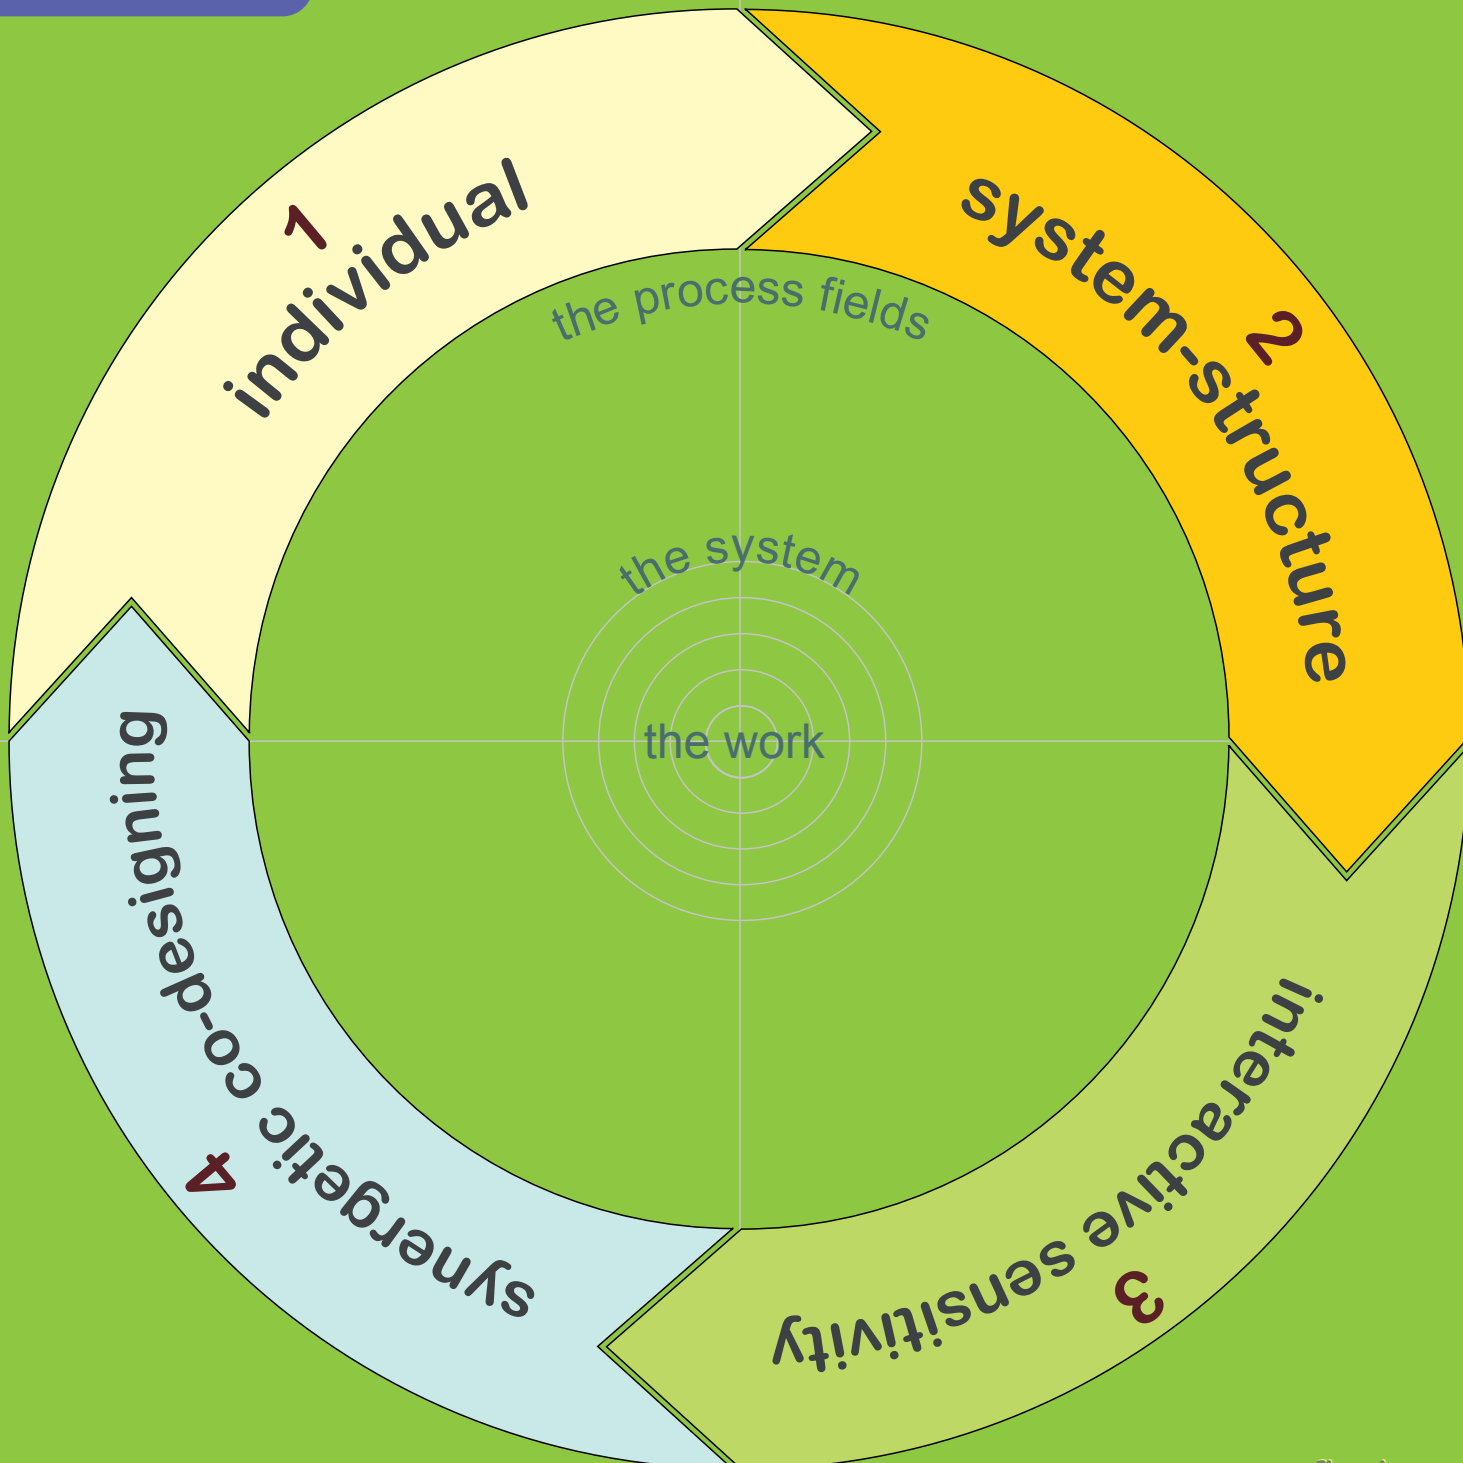 1
individual
2
system-structure
3
interactive sensitivity
4
synergetic co-designing
the process fields
the system
the work